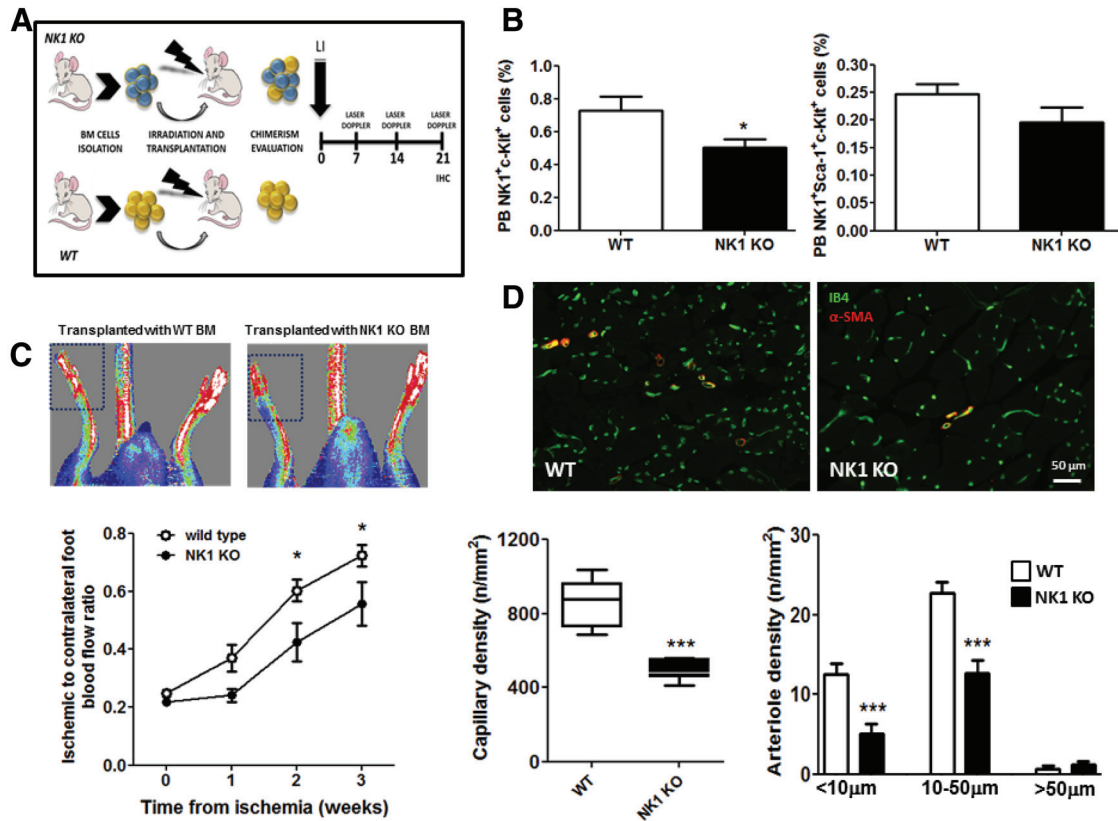 A
NK1 KO
LI
BM CELLS ISOLATION
IRRADIATION AND TRANSPLANTATION
CHIMERISM EVALUATION
LASER DOPPLER
LASER DOPPLER
LASER DOPPLER
0 7 14 21
IHC
WT
B
PB NK1⁺c-Kit⁺ cells (%)
1.0
0.8
0.6
0.4
0.2
0.0
*
WT NK1 KO
PB NK1⁺Sca-1⁺c-Kit⁺ cells (%)
0.30
0.25
0.20
0.15
0.10
0.05
0.00
WT NK1 KO
C
Transplanted with WT BM
Transplanted with NK1 KO BM
Ischemic to contralateral foot
blood flow ratio
0.8
0.6
0.4
0.2
0.0
wild type
NK1 KO
* *
0 1 2 3
Time from ischemia (weeks)
D
WT
IB4
α-SMA
NK1 KO
50 µm
Capillary density (n/mm²)
1200
800
400
0
***
WT NK1 KO
Arteriole density (n/mm²)
30
20
10
0
WT
NK1 KO
*** ***
<10µm 10-50µm >50µm